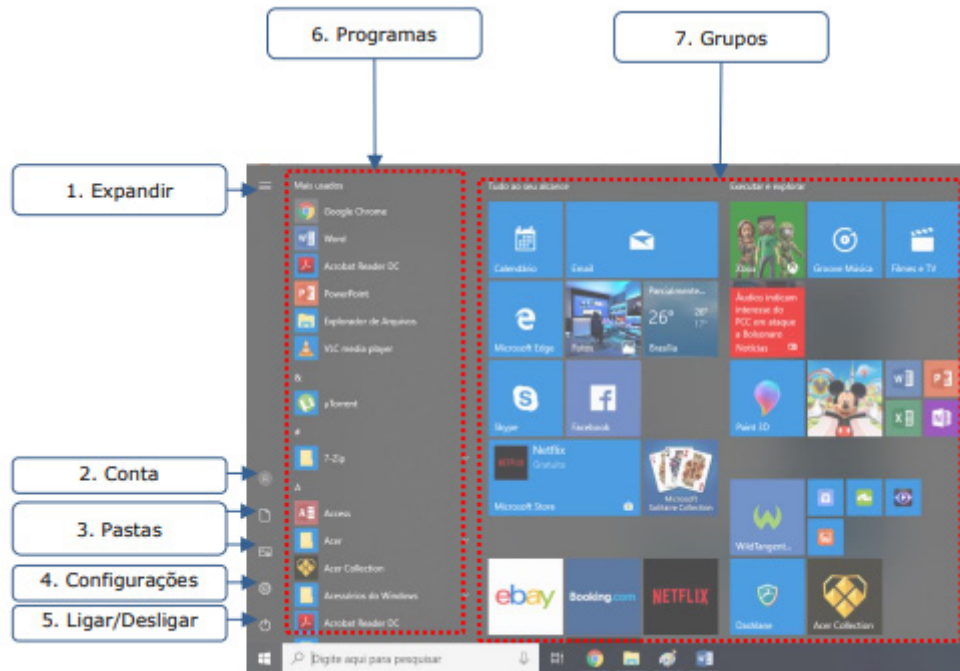 6. Programas
7. Grupos
1. Expandir
2. Conta
3. Pastas
4. Configurações
5. Ligar/Desligar
Mais usados
Google Chrome
Word
Acrobat Reader DC
PowerPoint
Explorador de Arquivos
VLC media player
&
µTorrent
#
7-Zip
A
Access
Acer
Acer Collection
Acessórios do Windows
Acrobat Reader DC
Tudo ao seu alcance
Calendário
Email
Microsoft Edge
Fotos
Parcialmente...
26° 26°
17°
Brasília
Skype
Facebook
NETFLIX
Netflix
Gratuito
Microsoft Store
Microsoft
Solitaire Collection
ebay
Booking.com
NETFLIX
Executar e explorar
Xbox
Groove Música
Filmes e TV
Áudios indicam
interesse do
PCC em ataque
a Bolsonaro
Notícias
Paint 3D
WildTangent...
Dashlane
Acer Collection
Digite aqui para pesquisar